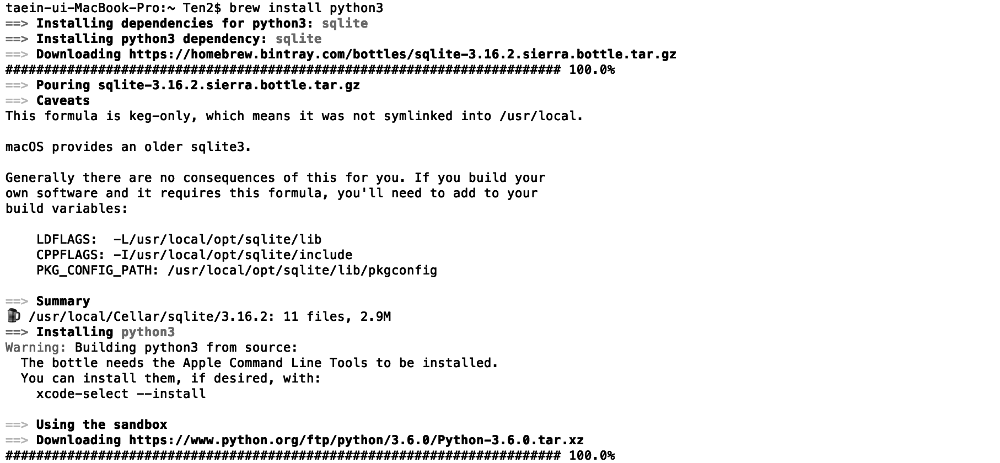 taein-ui-MacBook-Pro:~ Ten2$ brew install python3
==> Installing dependencies for python3: sqlite
==> Installing python3 dependency: sqlite
==> Downloading https://homebrew.bintray.com/bottles/sqlite-3.16.2.sierra.bottle.tar.gz
######################################################################## 100.0%
==> Pouring sqlite-3.16.2.sierra.bottle.tar.gz
==> Caveats
This formula is keg-only, which means it was not symlinked into /usr/local.

macOS provides an older sqlite3.

Generally there are no consequences of this for you. If you build your
own software and it requires this formula, you'll need to add to your
build variables:

    LDFLAGS:  -L/usr/local/opt/sqlite/lib
    CPPFLAGS: -I/usr/local/opt/sqlite/include
    PKG_CONFIG_PATH: /usr/local/opt/sqlite/lib/pkgconfig

==> Summary
🍺 /usr/local/Cellar/sqlite/3.16.2: 11 files, 2.9M
==> Installing python3
Warning: Building python3 from source:
  The bottle needs the Apple Command Line Tools to be installed.
  You can install them, if desired, with:
    xcode-select --install

==> Using the sandbox
==> Downloading https://www.python.org/ftp/python/3.6.0/Python-3.6.0.tar.xz
######################################################################## 100.0%